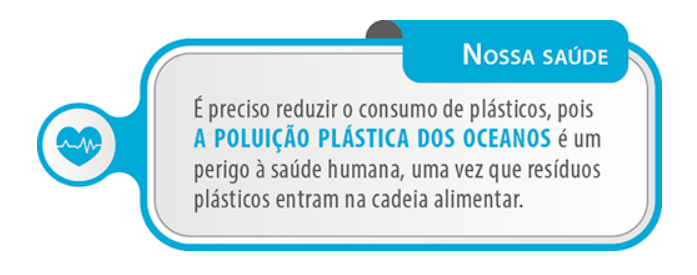 Nossa saúde
É preciso reduzir o consumo de plásticos, pois
A POLUIÇÃO PLÁSTICA DOS OCEANOS é um
perigo à saúde humana, uma vez que resíduos
plásticos entram na cadeia alimentar.